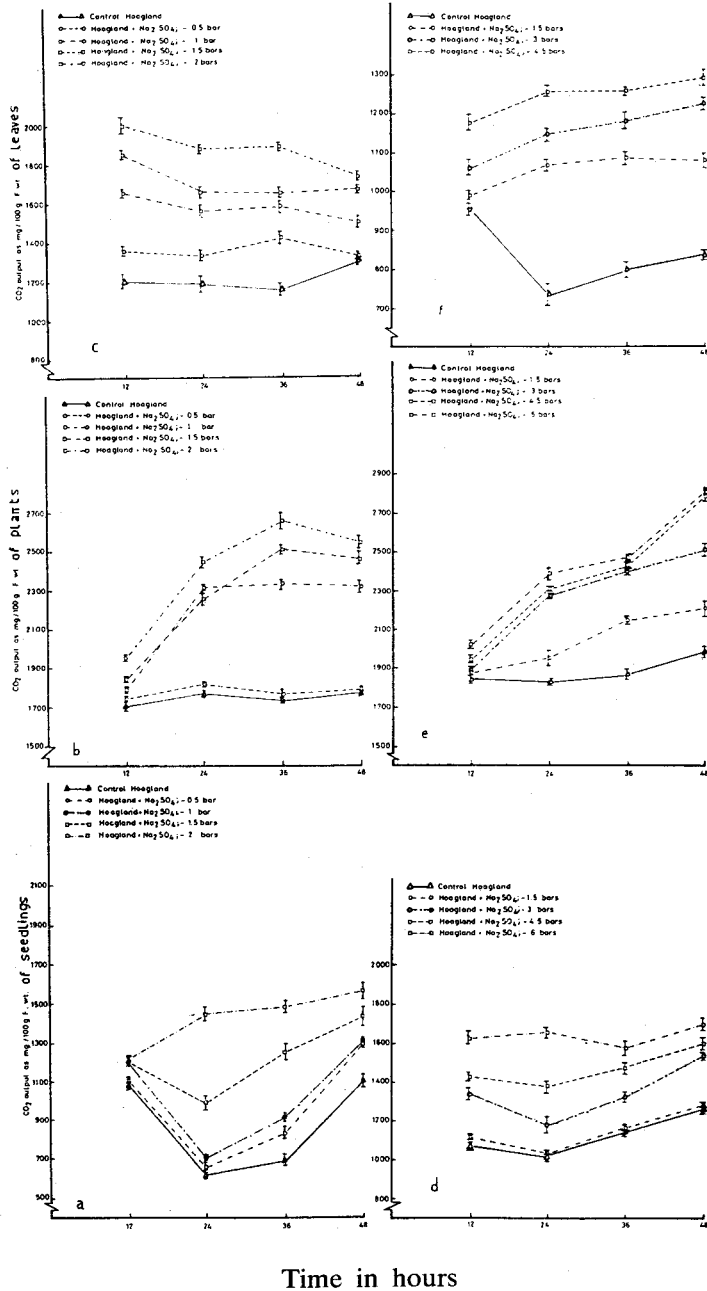 Control Hoagland
Hoagland + Na2SO4; - 0.5 bar
Hoagland + Na2SO4; - 1 bar
Hoagland + Na2SO4; - 1.5 bars
Hoagland + Na2SO4; - 2 bars
2000
1800
1600
1400
1200
1000
800
CO2 output as mg/100g F. wt of leaves
c
12
24
36
48
Control Hoagland
Hoagland + Na2SO4; - 1.5 bars
Hoagland + Na2SO4; - 3 bars
Hoagland + Na2SO4; - 4.5 bars
1300
1200
1100
1000
900
800
700
f
12
24
36
48
Control Hoagland
Hoagland + Na2SO4; - 0.5 bar
Hoagland + Na2SO4; - 1 bar
Hoagland + Na2SO4; - 1.5 bars
Hoagland + Na2SO4; - 2 bars
2700
2500
2300
2100
1900
1700
1500
CO2 output as mg/100g F. wt of plants
b
12
24
36
48
Control Hoagland
Hoagland + Na2SO4; - 1.5 bars
Hoagland + Na2SO4; - 3 bars
Hoagland + Na2SO4; - 4.5 bars
Hoagland + Na2SO4; - bars
2900
2700
2500
2300
2100
1900
1700
1500
e
12
24
36
48
Control Hoagland
Hoagland + Na2SO4; - 0.5 bar
Hoagland + Na2SO4; - 1 bar
Hoagland + Na2SO4; - 1.5 bars
Hoagland + Na2SO4; - 2 bars
2100
1900
1700
1500
1300
1100
900
700
500
CO2 output as mg/100g F. wt. of seedlings
a
12
24
36
48
Control Hoagland
Hoagland + Na2SO4; - 1.5 bars
Hoagland + Na2SO4; - 3 bars
Hoagland + Na2SO4; - 4.5 bars
Hoagland + Na2SO4; - 6 bars
2000
1800
1600
1400
1200
1000
800
d
12
24
36
48
Time in hours